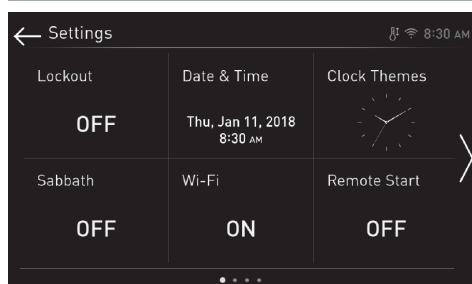 Settings
8:30 AM
Lockout
Date & Time
Clock Themes
OFF
Thu, Jan 11, 2018
8:30 AM
Sabbath
Wi-Fi
Remote Start
OFF
ON
OFF